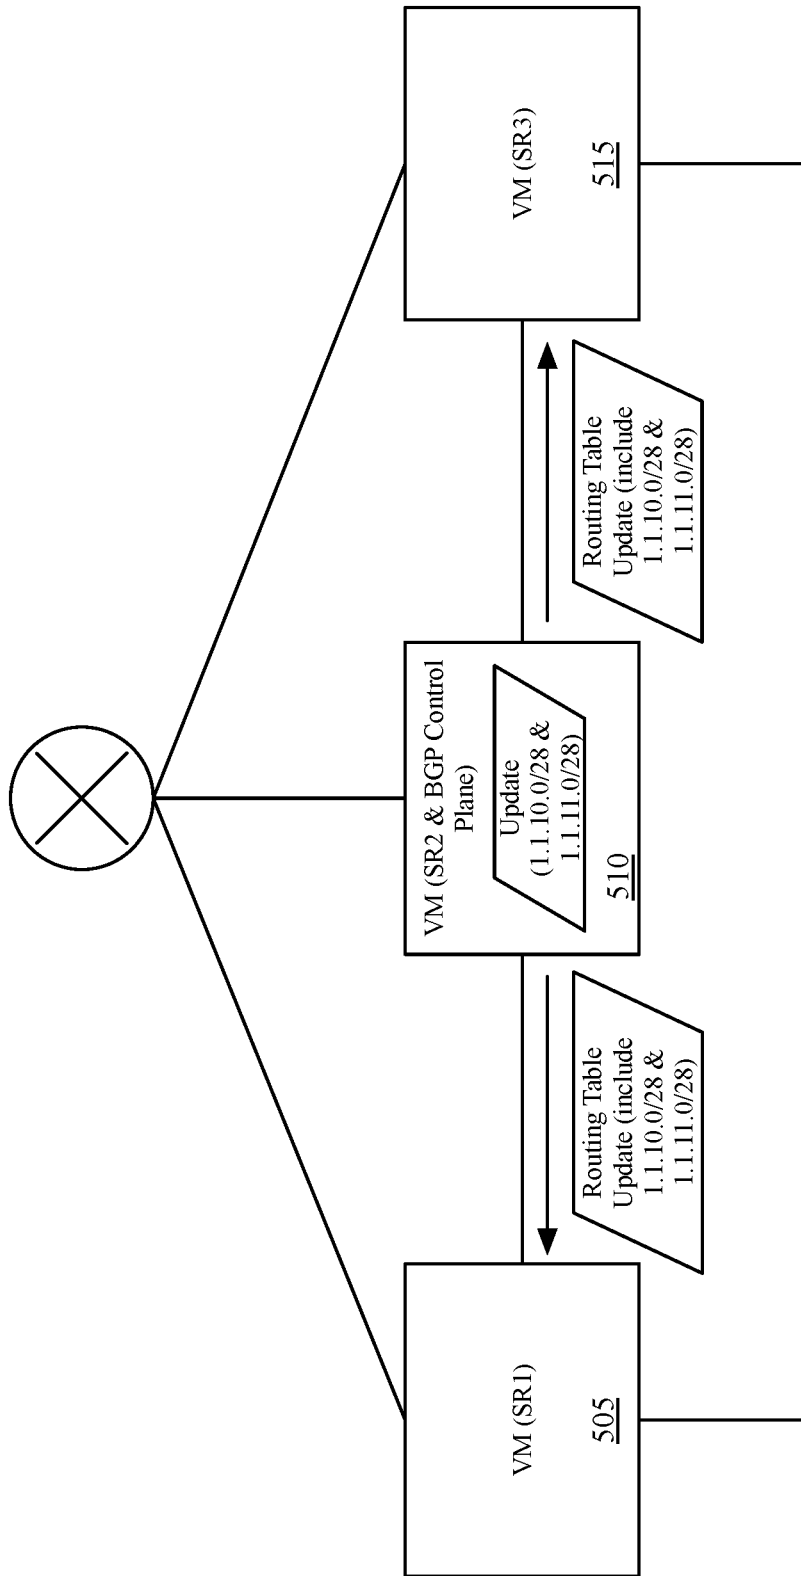 VM (SR1)
505
Routing Table
Update (include
1.1.10.0/28 &
1.1.11.0/28)
VM (SR2 & BGP Control
Plane)
Update
(1.1.10.0/28 &
1.1.11.0/28)
510
Routing Table
Update (include
1.1.10.0/28 &
1.1.11.0/28)
VM (SR3)
515